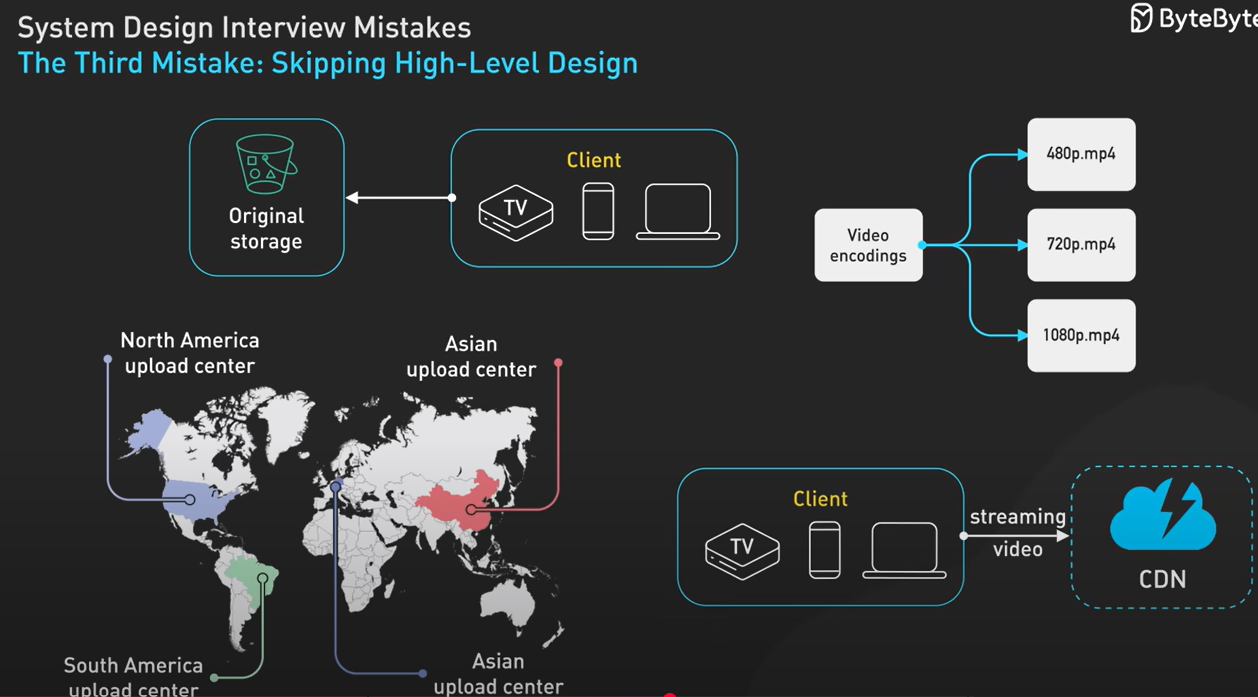 System Design Interview Mistakes
The Third Mistake: Skipping High-Level Design
ByteByte
Original
storage
Client
TV
Video
encodings
480p.mp4
720p.mp4
1080p.mp4
North America
upload center
Asian
upload center
South America
upload center
Asian
upload center
Client
TV
streaming
video
CDN